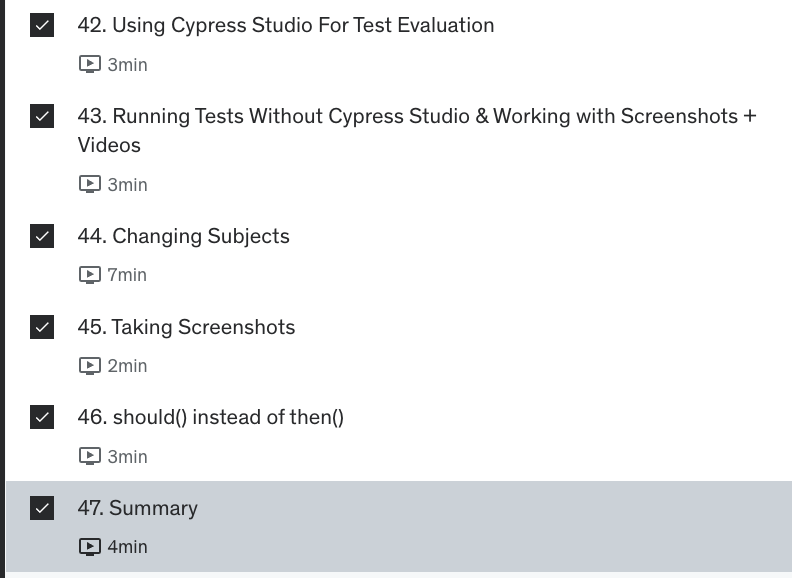 42. Using Cypress Studio For Test Evaluation
3min
43. Running Tests Without Cypress Studio & Working with Screenshots +
Videos
3min
44. Changing Subjects
7min
45. Taking Screenshots
2min
46. should() instead of then()
3min
47. Summary
4min